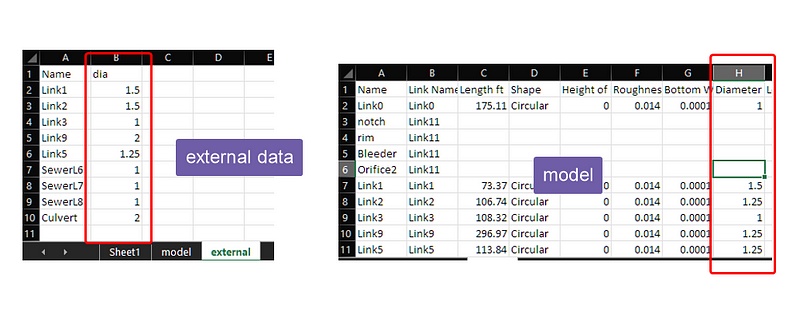 A B C D E
1 Name dia
2 Link1 1.5
3 Link2 1.5
4 Link3 1
5 Link9 2
6 Link5 1.25
7 SewerL6 1
8 SewerL7 1
9 SewerL8 1
10 Culvert 2
11
Sheet1 model external
external data
A B C D E F G H
1 Name Link Name Length ft Shape Height of Roughnes Bottom W Diameter L
2 Link0 Link0 175.11 Circular 0 0.014 0.0001 1
3 notch Link11
4 rim Link11
5 Bleeder Link11
6 Orifice2 Link11
7 Link1 Link1 73.37 Circu 0 0.014 0.0001 1.5
8 Link2 Link2 106.74 Circular 0 0.014 0.0001 1.25
9 Link3 Link3 108.32 Circular 0 0.014 0.0001 1
10 Link9 Link9 296.97 Circular 0 0.014 0.0001 1.25
11 Link5 Link5 113.84 Circular 0 0.014 0.0001 1.25
model